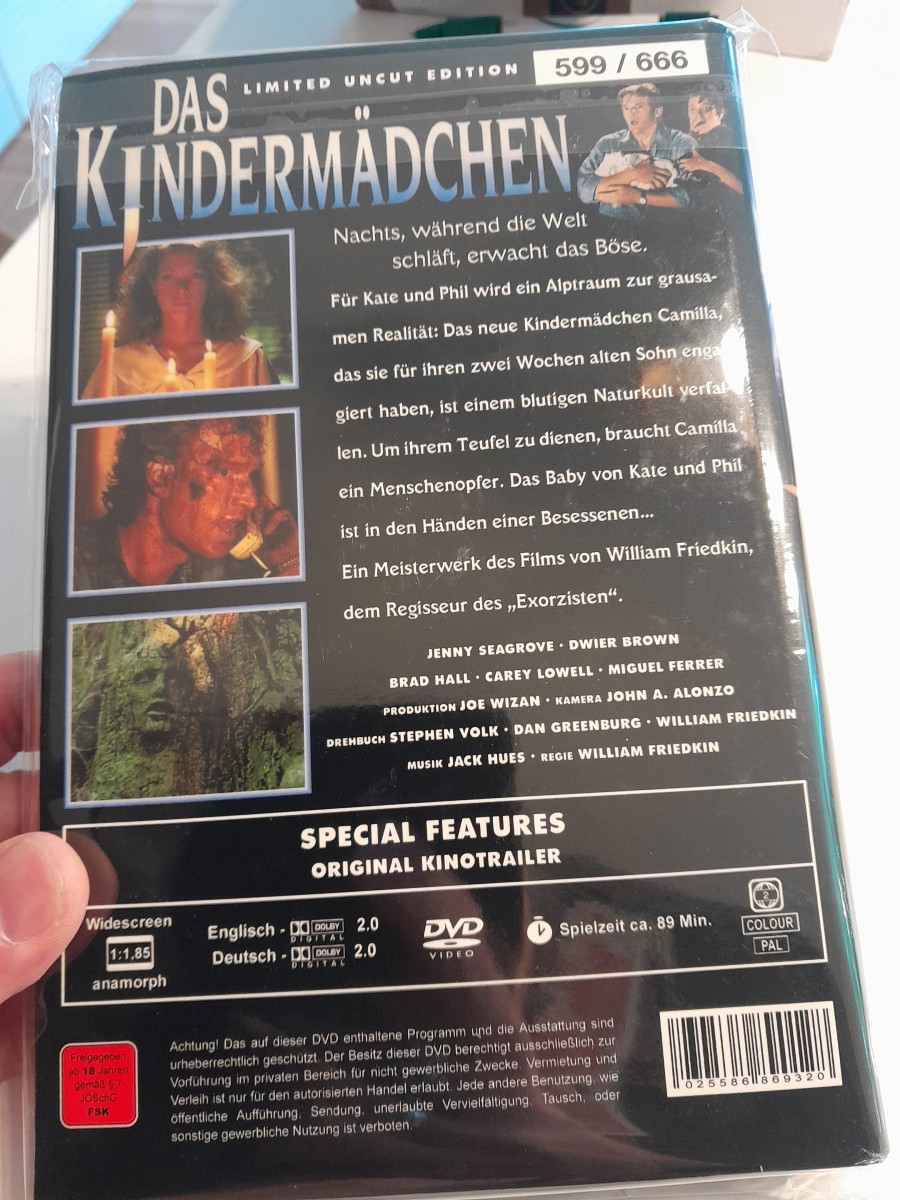 LIMITED UNCUT EDITION
599 / 666
DAS
KINDERMÄDCHEN
Nachts, während die Welt
schläft, erwacht das Böse.
Für Kate und Phil wird ein Alptraum zur grausa-
men Realität: Das neue Kindermädchen Camilla,
das sie für ihren zwei Wochen alten Sohn enga
giert haben, ist einem blutigen Naturkult verfal-
len. Um ihrem Teufel zu dienen, braucht Camilla
ein Menschenopfer. Das Baby von Kate und Phil
ist in den Händen einer Besessenen...
Ein Meisterwerk des Films von William Friedkin,
dem Regisseur des „Exorzisten“.
JENNY SEAGROVE · DWIER BROWN
BRAD HALL · CAREY LOWELL · MIGUEL FERRER
PRODUKTION JOE WIZAN · KAMERA JOHN A. ALONZO
DREHBUCH STEPHEN VOLK · DAN GREENBURG · WILLIAM FRIEDKIN
MUSIK JACK HUES · REGIE WILLIAM FRIEDKIN
SPECIAL FEATURES
ORIGINAL KINOTRAILER
Widescreen
1:1,85
anamorph
Englisch - DOLBY DIGITAL 2.0
Deutsch - DOLBY DIGITAL 2.0
DVD
VIDEO
Spielzeit ca. 89 Min.
2
COLOUR
PAL
Freigegeben
ab 18 Jahren
gemäß § 7
JÖSchG
FSK
Achtung! Das auf dieser DVD enthaltene Programm und die Ausstattung sind
urheberrechtlich geschützt. Der Besitz dieser DVD berechtigt ausschließlich zur
Vorführung im privaten Bereich für nicht gewerbliche Zwecke. Vermietung und
Verleih ist nur für den autorisierten Handel erlaubt. Jede andere Benutzung, wie
öffentliche Aufführung, Sendung, unerlaubte Vervielfältigung, Tausch, oder
sonstige gewerbliche Nutzung ist verboten.
025586869320